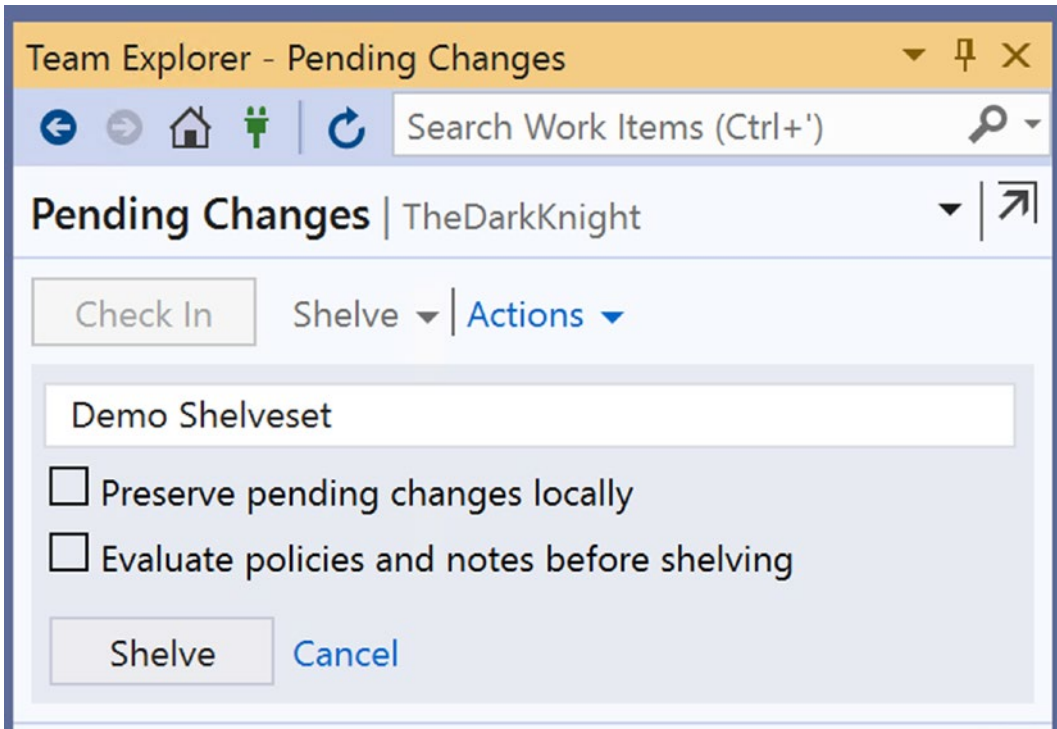 Team Explorer - Pending Changes
Search Work Items (Ctrl+')
Pending Changes | TheDarkKnight
Check In Shelve Actions
Demo Shelveset
Preserve pending changes locally
Evaluate policies and notes before shelving
Shelve Cancel